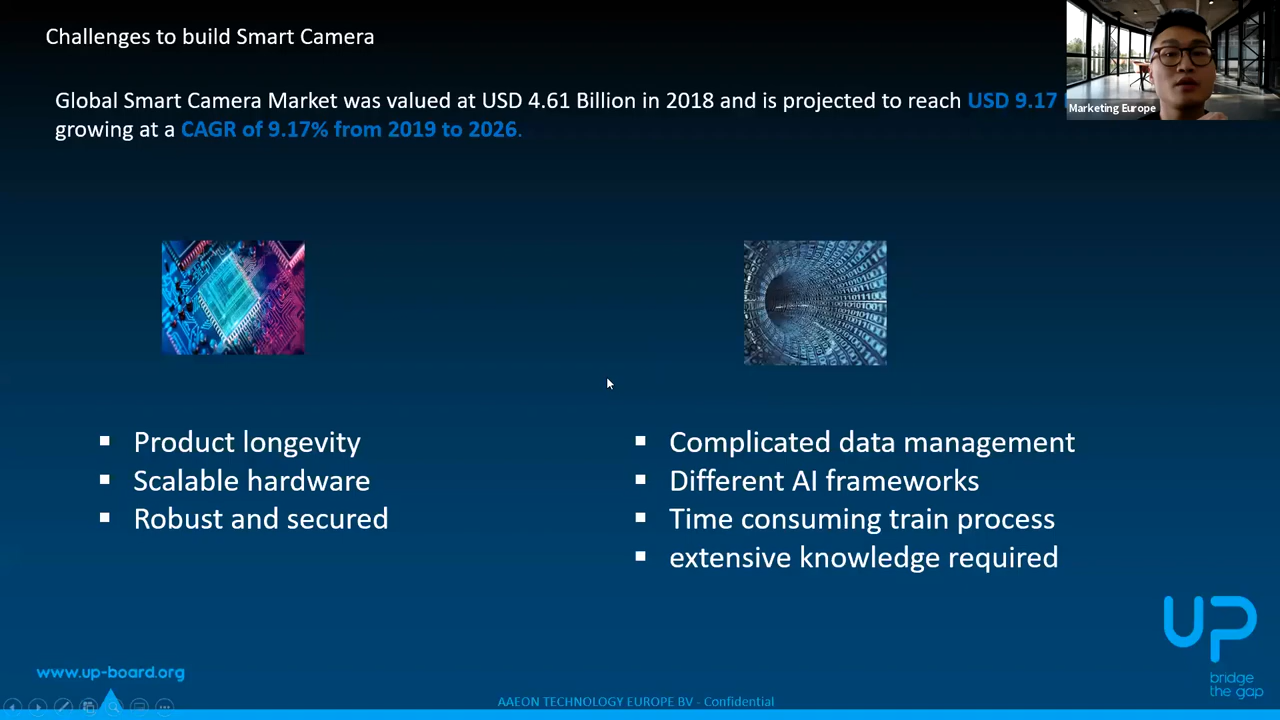 Challenges to build Smart Camera
Global Smart Camera Market was valued at USD 4.61 Billion in 2018 and is projected to reach USD 9.17
growing at a CAGR of 9.17% from 2019 to 2026.
Marketing Europe
▪ Product longevity
▪ Scalable hardware
▪ Robust and secured
▪ Complicated data management
▪ Different AI frameworks
▪ Time consuming train process
▪ extensive knowledge required
UP
bridge
the gap
www.up-board.org
AAEON TECHNOLOGY EUROPE BV - Confidential